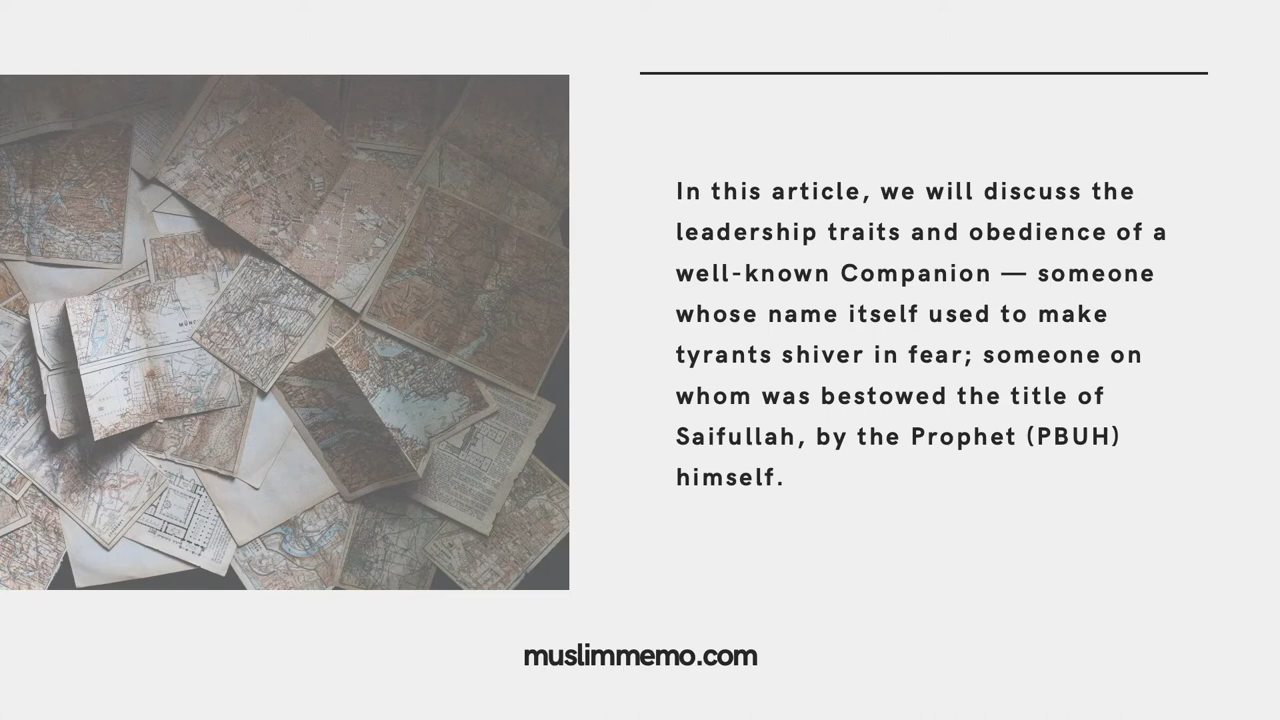 In this article, we will discuss the
leadership traits and obedience of a
well-known Companion — someone
whose name itself used to make
tyrants shiver in fear; someone on
whom was bestowed the title of
Saifullah, by the Prophet (PBUH)
himself.
muslimmemo.com